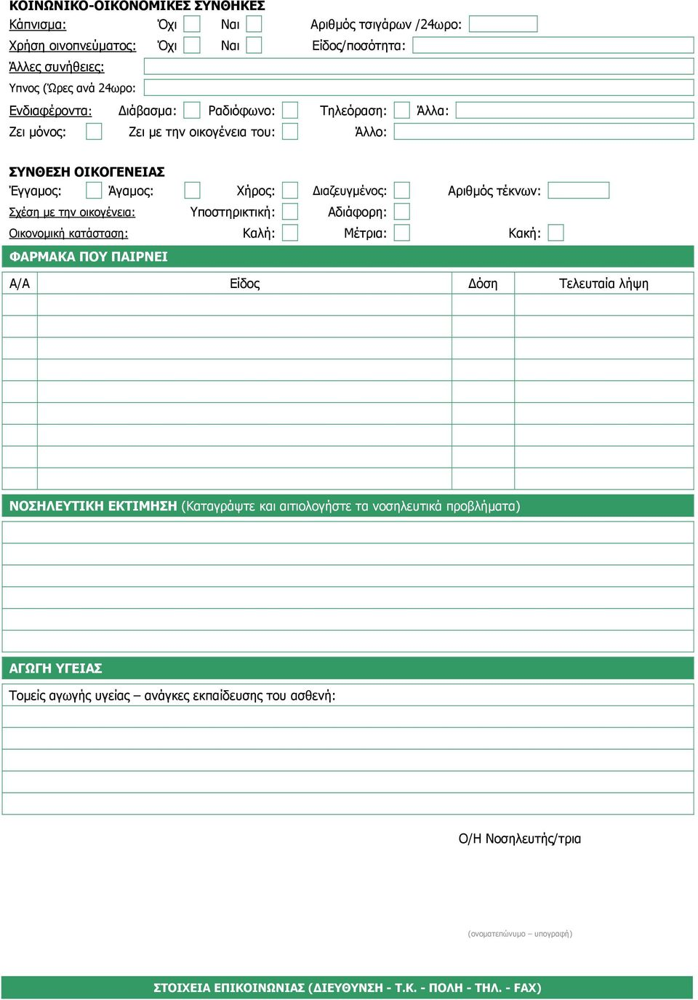 ΚΟΙΝΩΝΙΚΟ-ΟΙΚΟΝΟΜΙΚΕΣ ΣΥΝΘΗΚΕΣ
Κάπνισμα: Όχι Ναι Αριθμός τσιγάρων /24ωρο:
Χρήση οινοπνεύματος: Όχι Ναι Είδος/ποσότητα:
Άλλες συνήθειες:
Υπνος (Ώρες ανά 24ωρο:
Ενδιαφέροντα: Διάβασμα: Ραδιόφωνο: Τηλεόραση: Άλλα:
Ζει μόνος: Ζει με την οικογένεια του: Άλλο:
ΣΥΝΘΕΣΗ ΟΙΚΟΓΕΝΕΙΑΣ
Έγγαμος: Άγαμος: Χήρος: Διαζευγμένος: Αριθμός τέκνων:
Σχέση με την οικογένεια: Υποστηρικτική: Αδιάφορη:
Οικονομική κατάσταση: Καλή: Μέτρια: Κακή:
ΦΑΡΜΑΚΑ ΠΟΥ ΠΑΙΡΝΕΙ
Α/Α Είδος Δόση Τελευταία λήψη
ΝΟΣΗΛΕΥΤΙΚΗ ΕΚΤΙΜΗΣΗ (Καταγράψτε και αιτιολογήστε τα νοσηλευτικά προβλήματα)
ΑΓΩΓΗ ΥΓΕΙΑΣ
Τομείς αγωγής υγείας – ανάγκες εκπαίδευσης του ασθενή:
Ο/Η Νοσηλευτής/τρια
(ονοματεπώνυμο – υπογραφή)
ΣΤΟΙΧΕΙΑ ΕΠΙΚΟΙΝΩΝΙΑΣ (ΔΙΕΥΘΥΝΣΗ - Τ.Κ. - ΠΟΛΗ - ΤΗΛ. - FAX)